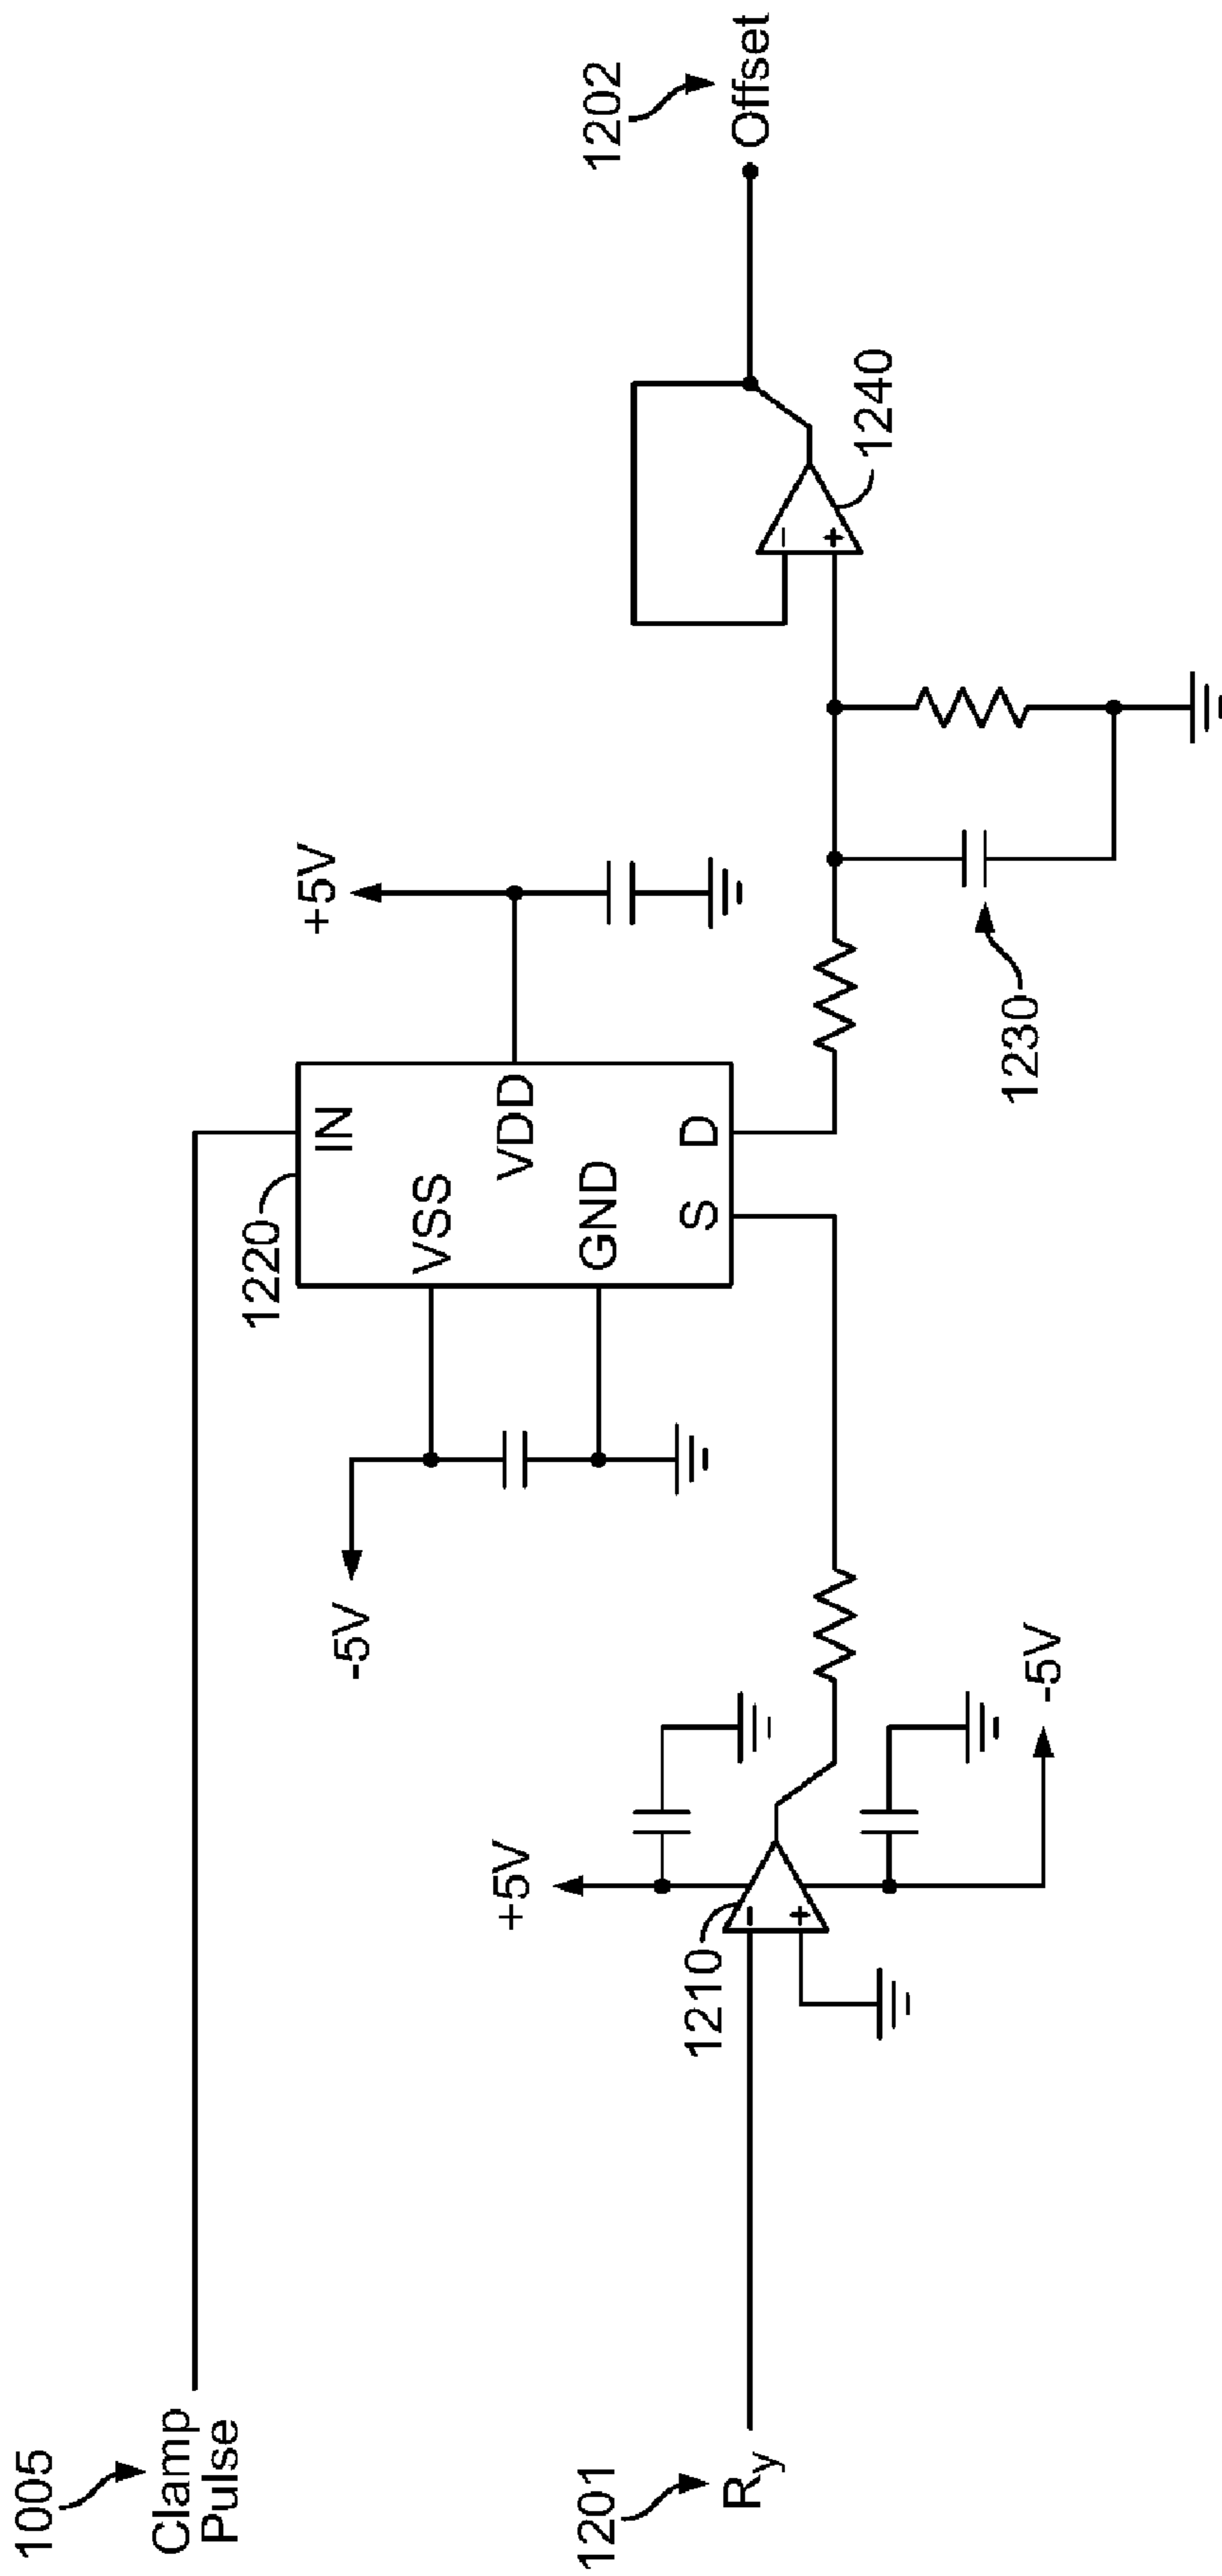 1005
Clamp
Pulse
1201
Ry
1210
-
+
+5V
-5V
-5V
1220
IN
VSS
VDD
GND
S
D
+5V
1230
-
+
1240
1202
Offset